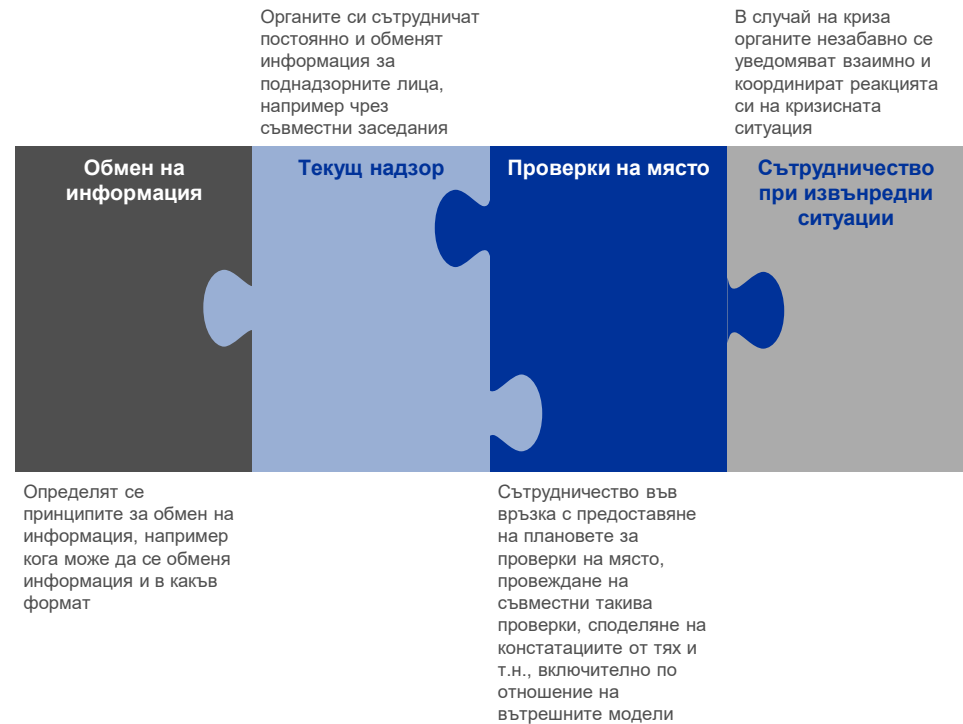 Органите си сътрудничат
постоянно и обменят
информация за
поднадзорните лица,
например чрез
съвместни заседания
В случай на криза
органите незабавно се
уведомяват взаимно и
координират реакцията
си на кризисната
ситуация
Обмен на
информация
Текущ надзор
Проверки на място
Сътрудничество
при извънредни
ситуации
Определят се
принципите за обмен на
информация, например
кога може да се обменя
информация и в какъв
формат
Сътрудничество във
връзка с предоставяне
на плановете за
проверки на място,
провеждане на
съвместни такива
проверки, споделяне на
констатациите от тях и
т.н., включително по
отношение на
вътрешните модели